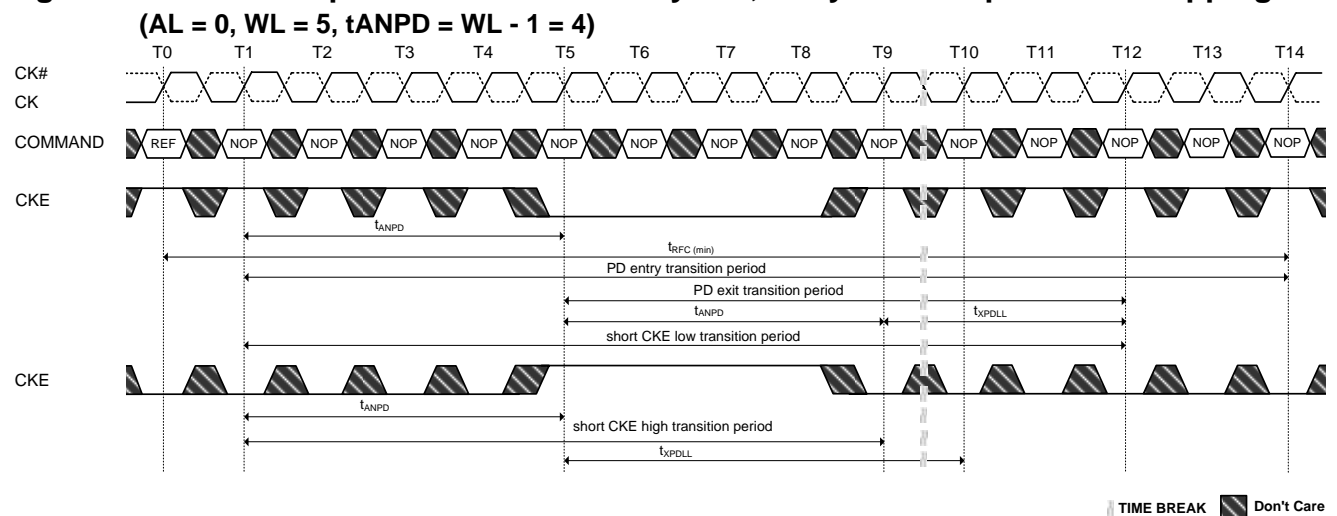 (AL = 0, WL = 5, tANPD = WL - 1 = 4)
T0 T1 T2 T3 T4 T5 T6 T7 T8 T9 T10 T11 T12 T13 T14
CK#
CK
COMMAND REF NOP NOP NOP NOP NOP NOP NOP NOP NOP NOP NOP NOP NOP NOP
CKE
tANPD
tRFC (min)
PD entry transition period
PD exit transition period
tANPD tXPDLL
short CKE low transition period
CKE
tANPD
short CKE high transition period
tXPDLL
TIME BREAK Don't Care